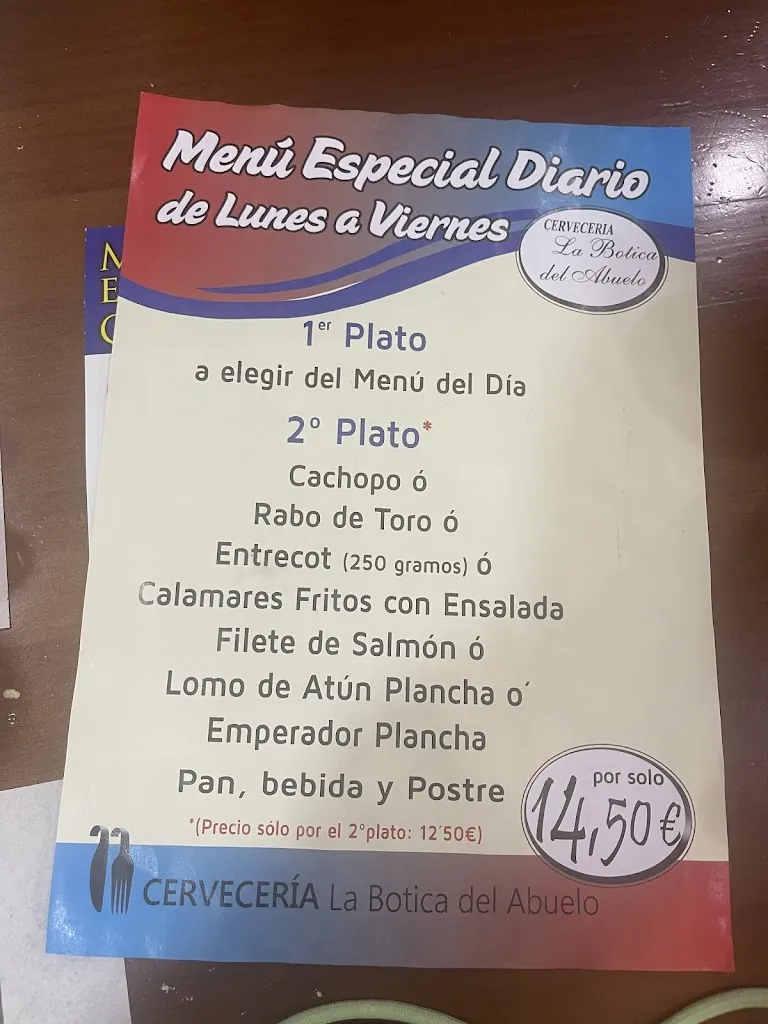 Menú Especial Diario
de Lunes a Viernes
CERVECERIA
La Botica
del Abuelo
M
E
1er Plato
a elegir del Menú del Día
2º Plato*
Cachopo ó
Rabo de Toro ó
Entrecot (250 gramos) ó
Calamares Fritos con Ensalada
Filete de Salmón ó
Lomo de Atún Plancha o´
Emperador Plancha
Pan, bebida y Postre
*(Precio sólo por el 2ºplato: 12´50€)
por solo
14,50€
CERVECERÍA La Botica del Abuelo